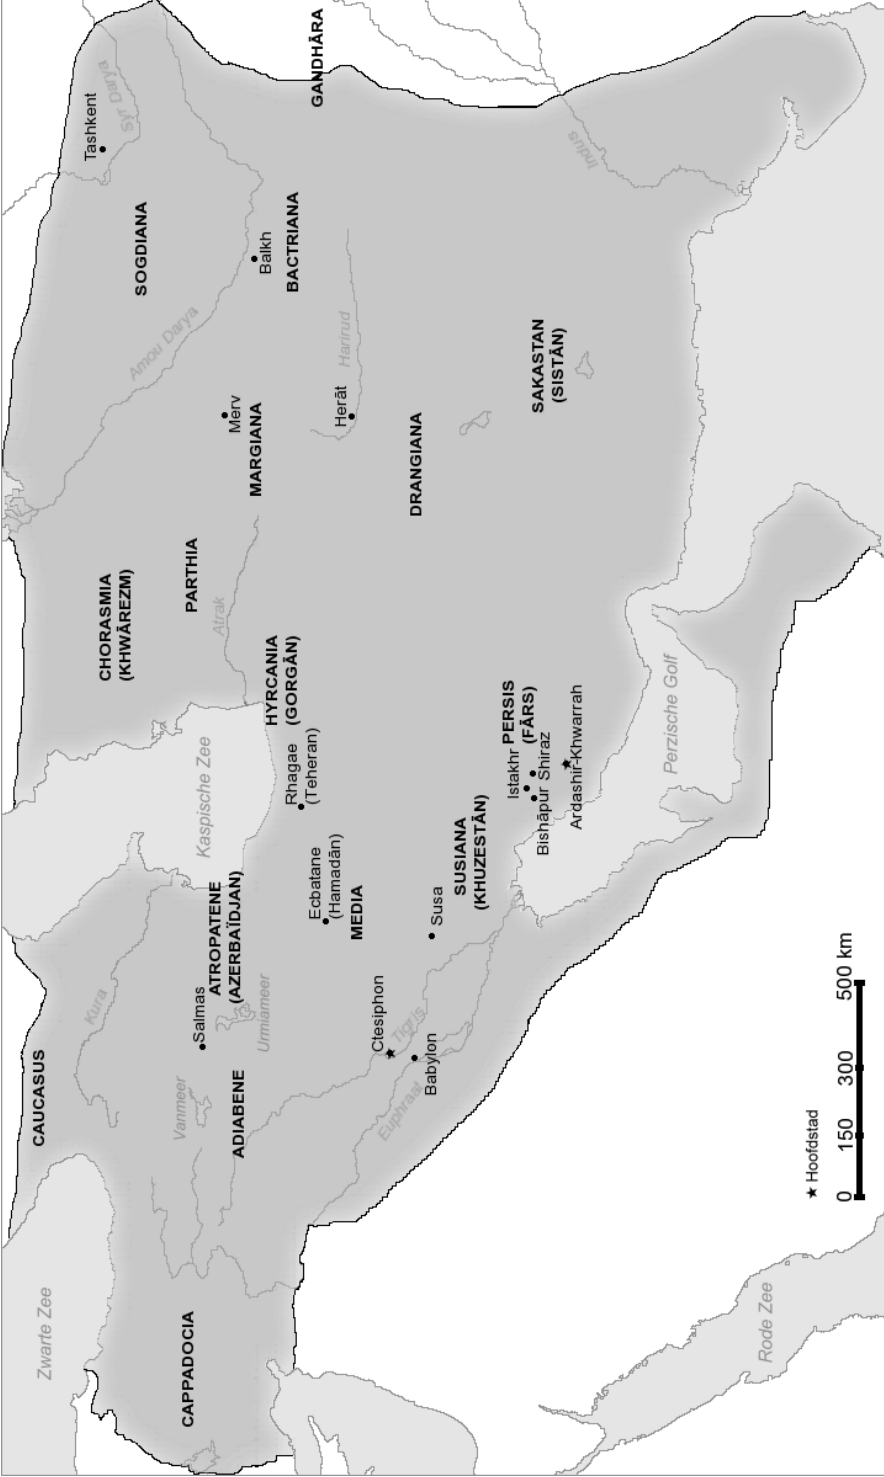 Zwarte Zee
CAUCASUS
CAPPADOCIA
Kura
Vanmeer
Salmas
ATROPATENE
(AZERBAÏDJAN)
ADIABENE
Urmiameer
Kaspische Zee
CHORASMIA
(KHWĀREZM)
SOGDIANA
Tashkent
Syr Darya
Amou Darya
PARTHIA
Atrak
Merv
MARGIANA
Balkh
BACTRIANA
GANDHĀRA
HYRCANIA
(GORGĀN)
Rhagae
(Teheran)
Ecbatane
(Hamadān)
MEDIA
Herāt
Harirud
DRANGIANA
Ctesiphon
Tigris
Babylon
Euphraat
Susa
SUSIANA
(KHUZESTĀN)
Istakhr
PERSIS
(FĀRS)
Bishāpur
Shiraz
Ardashir-Khwarrah
SAKASTAN
(SISTĀN)
Indus
Perzische Golf
Rode Zee
Hoofdstad
0 150 300 500 km